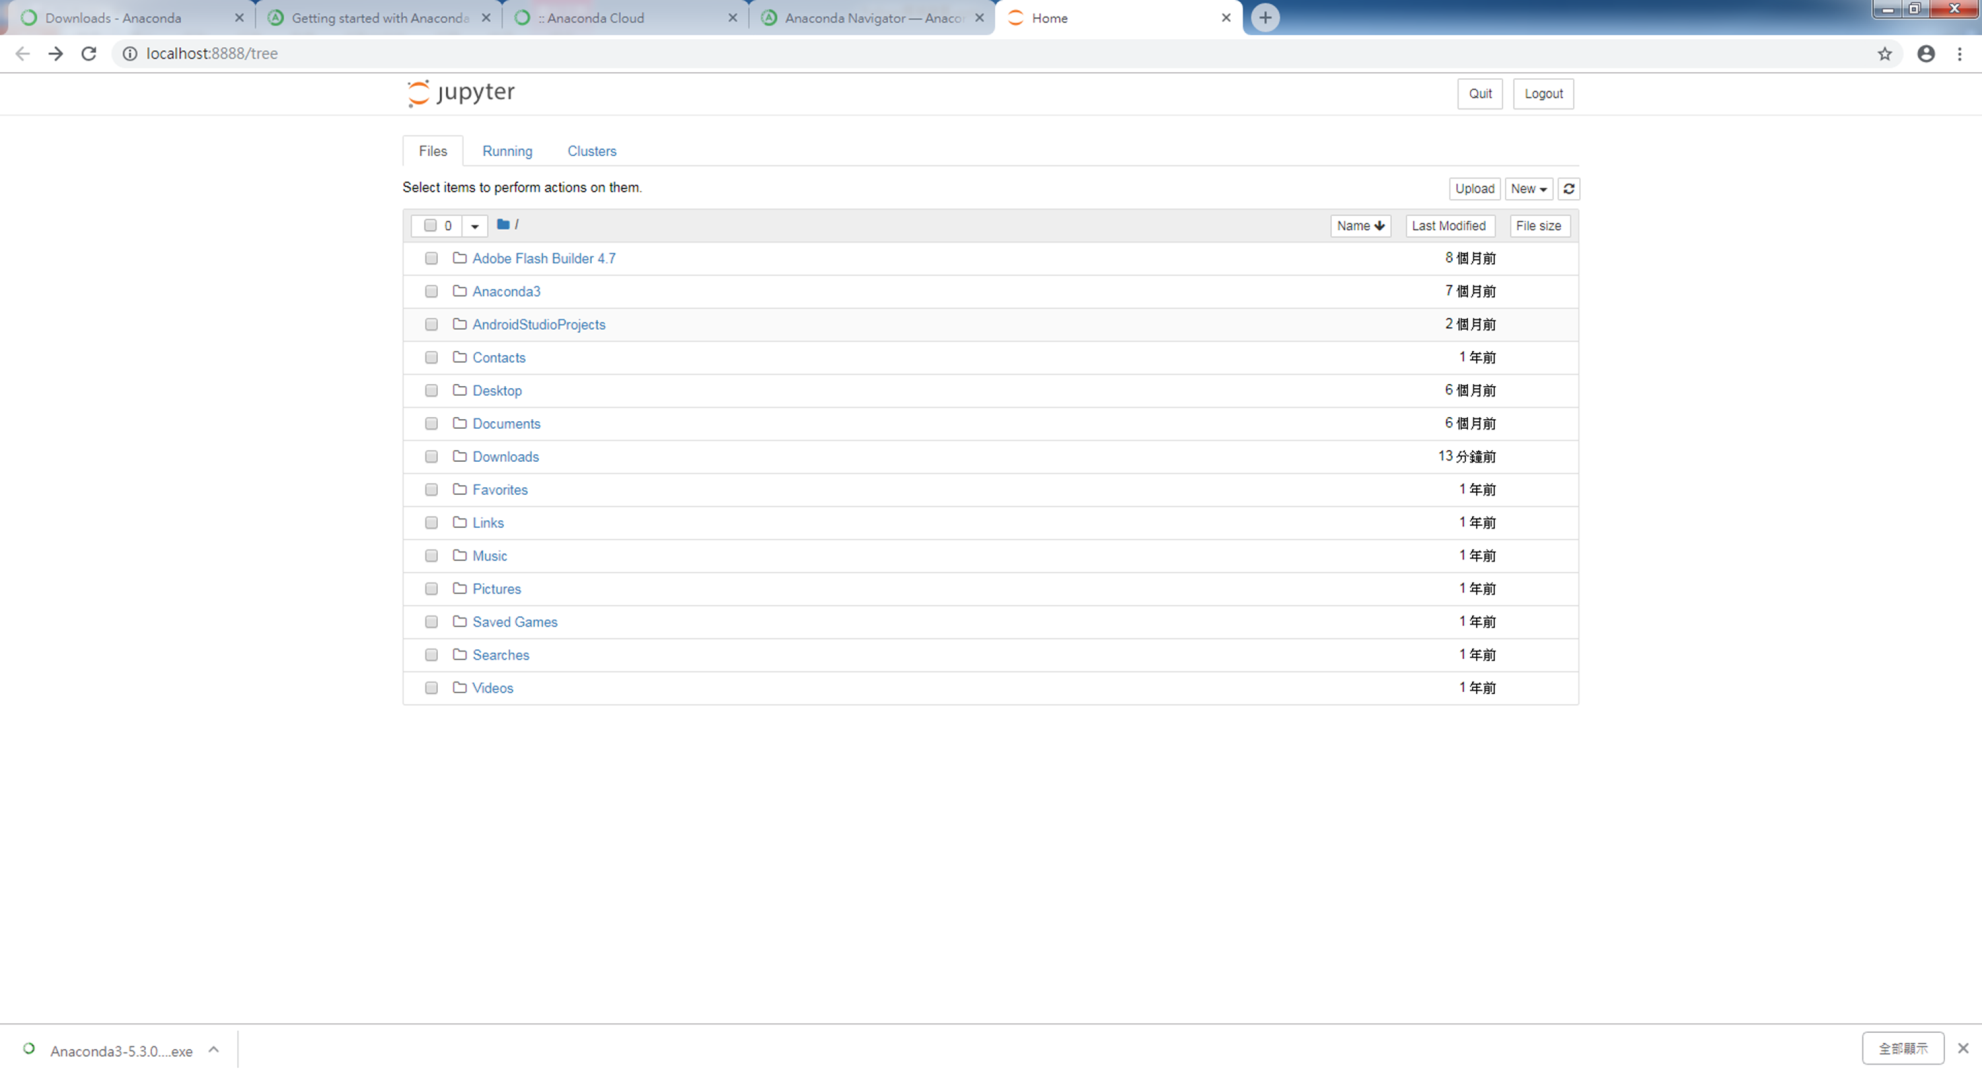 Downloads - Anaconda
Getting started with Anaconda
:: Anaconda Cloud
Anaconda Navigator — Anacon
Home
localhost:8888/tree
jupyter
Quit
Logout
Files
Running
Clusters
Select items to perform actions on them.
Upload
New
0
/
Name
Last Modified
File size
Adobe Flash Builder 4.7 8 個月前
Anaconda3 7 個月前
AndroidStudioProjects 2 個月前
Contacts 1 年前
Desktop 6 個月前
Documents 6 個月前
Downloads 13 分鐘前
Favorites 1 年前
Links 1 年前
Music 1 年前
Pictures 1 年前
Saved Games 1 年前
Searches 1 年前
Videos 1 年前
Anaconda3-5.3.0....exe
全部顯示